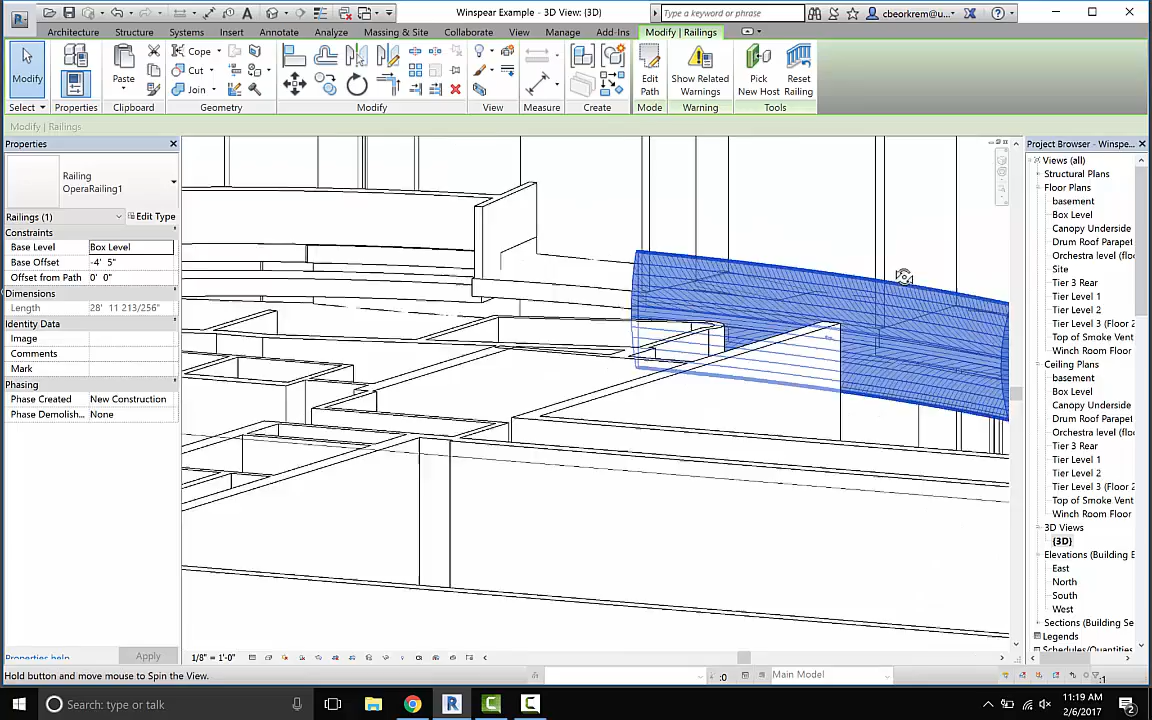 Winspear Example - 3D View: {3D}
Type a keyword or phrase
cbeorkrem@u...
Architecture Structure Systems Insert Annotate Analyze Massing & Site Collaborate View Manage Add-Ins Modify | Railings
Modify
Paste
Cope
Cut
Join
Edit Path
Show Related Warnings
Pick New Host
Reset Railing
Select Properties Clipboard Geometry Modify View Measure Create Mode Warning Tools
Modify | Railings
Properties
Railing
OperaRailing1
Railings (1)
Edit Type
Constraints
Base Level Box Level
Base Offset -4' 5"
Offset from Path 0' 0"
Dimensions
Length 28' 11 213/256"
Identity Data
Image
Comments
Mark
Phasing
Phase Created New Construction
Phase Demolish... None
Properties help
Apply
Project Browser - Winspe...
Views (all)
Structural Plans
Floor Plans
basement
Box Level
Canopy Underside
Drum Roof Parapet
Orchestra level (floo
Site
Tier 3 Rear
Tier Level 1
Tier Level 2
Tier Level 3 (Floor 2
Top of Smoke Vent
Winch Room Floor
Ceiling Plans
basement
Box Level
Canopy Underside
Drum Roof Parapet
Orchestra level (floo
Tier 3 Rear
Tier Level 1
Tier Level 2
Tier Level 3 (Floor 2
Top of Smoke Vent
Winch Room Floor
3D Views
{3D}
Elevations (Building E
East
North
South
West
Sections (Building Se
Legends
Schedules/Quantities
1/8" = 1'-0"
Hold button and move mouse to Spin the View.
:0
Main Model
:1
Search: type or task
11:19 AM
2/6/2017